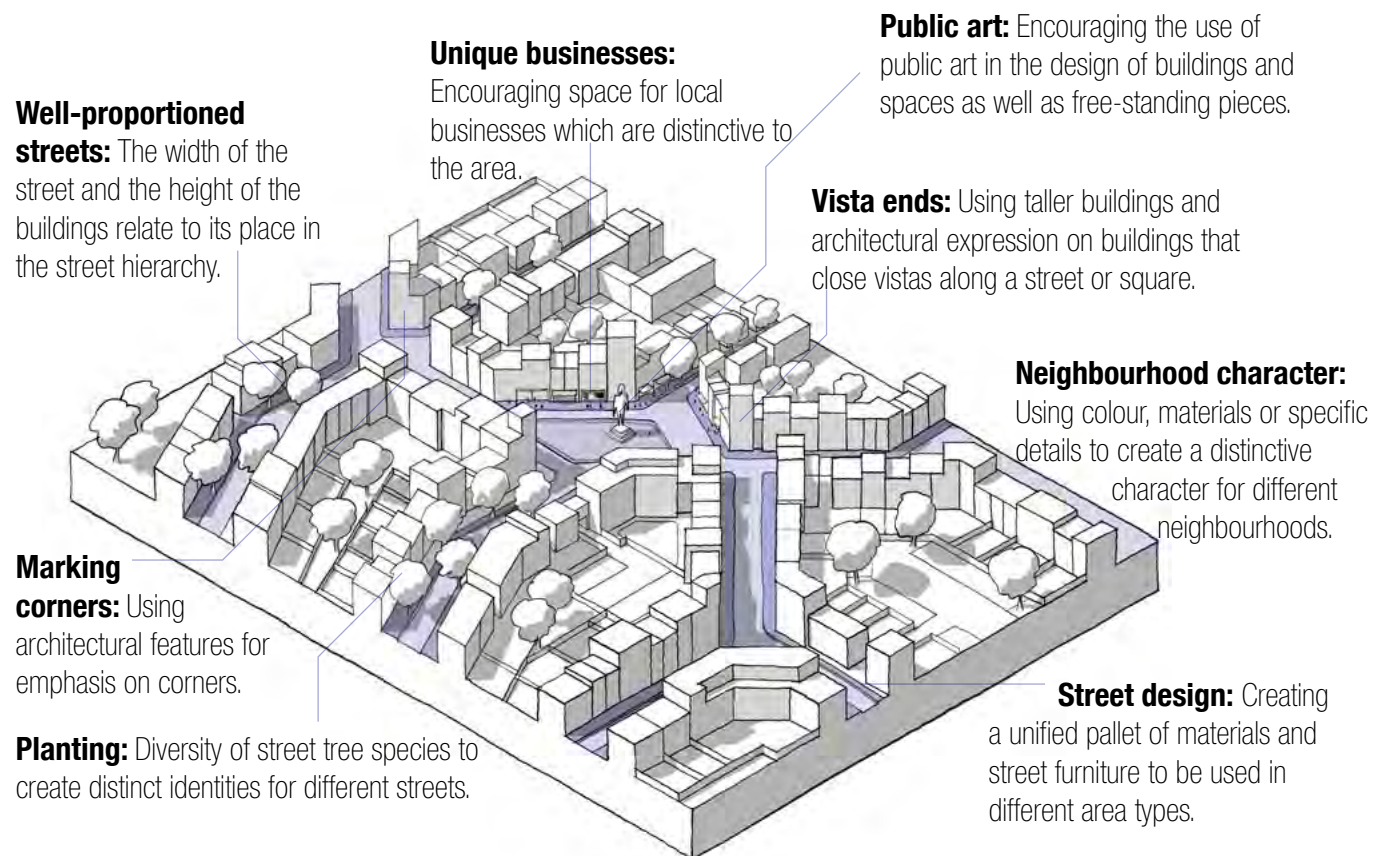 Well-proportioned
streets: The width of the
street and the height of the
buildings relate to its place in
the street hierarchy.
Unique businesses:
Encouraging space for local
businesses which are distinctive to
the area.
Public art: Encouraging the use of
public art in the design of buildings and
spaces as well as free-standing pieces.
Vista ends: Using taller buildings and
architectural expression on buildings that
close vistas along a street or square.
Neighbourhood character:
Using colour, materials or specific
details to create a distinctive
character for different
neighbourhoods.
Marking
corners: Using
architectural features for
emphasis on corners.
Planting: Diversity of street tree species to
create distinct identities for different streets.
Street design: Creating
a unified pallet of materials and
street furniture to be used in
different area types.